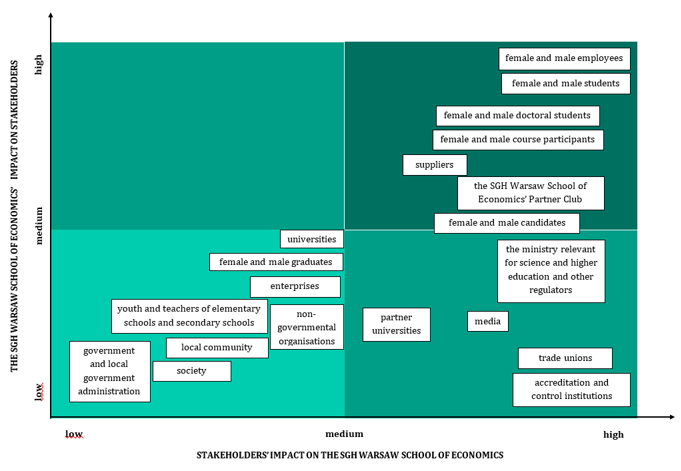 THE SGH WARSAW SCHOOL OF ECONOMICS' IMPACT ON STAKEHOLDERS
high
medium
low
female and male employees
female and male students
female and male doctoral students
female and male course participants
suppliers
the SGH Warsaw School of
Economics' Partner Club
female and male candidates
universities
female and male graduates
enterprises
youth and teachers of elementary
schools and secondary schools
non-
governmental
organisations
local community
government
and local
government
administration
society
the ministry relevant
for science and higher
education and other
regulators
partner
universities
media
trade unions
accreditation and
control institutions
low
medium
high
STAKEHOLDERS' IMPACT ON THE SGH WARSAW SCHOOL OF ECONOMICS